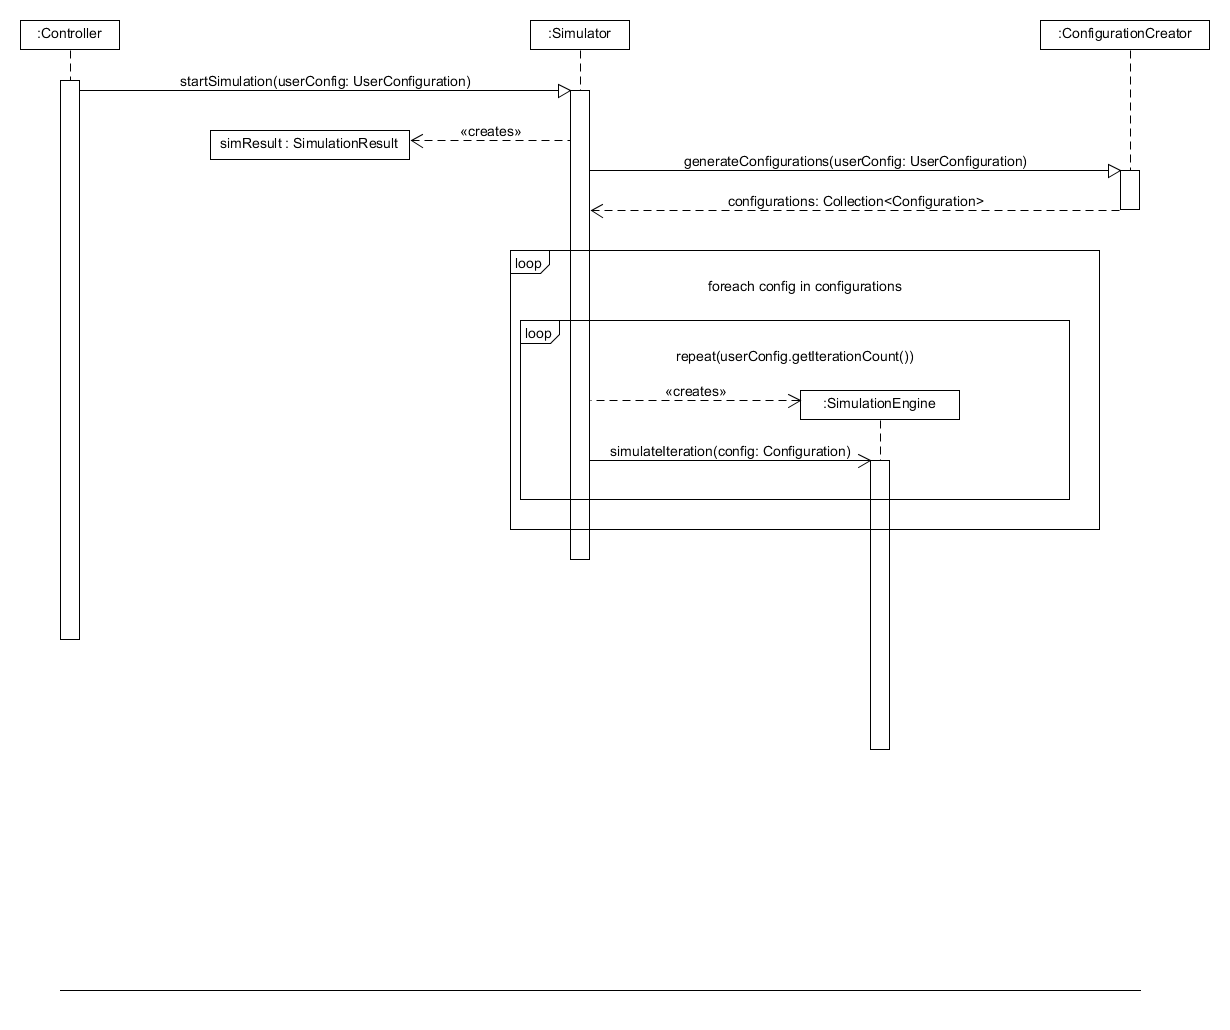 :Controller
:Simulator
:ConfigurationCreator
startSimulation(userConfig: UserConfiguration)
«creates»
simResult : SimulationResult
generateConfigurations(userConfig: UserConfiguration)
configurations: Collection<Configuration>
loop
foreach config in configurations
loop
repeat(userConfig.getIterationCount())
«creates»
:SimulationEngine
simulateIteration(config: Configuration)